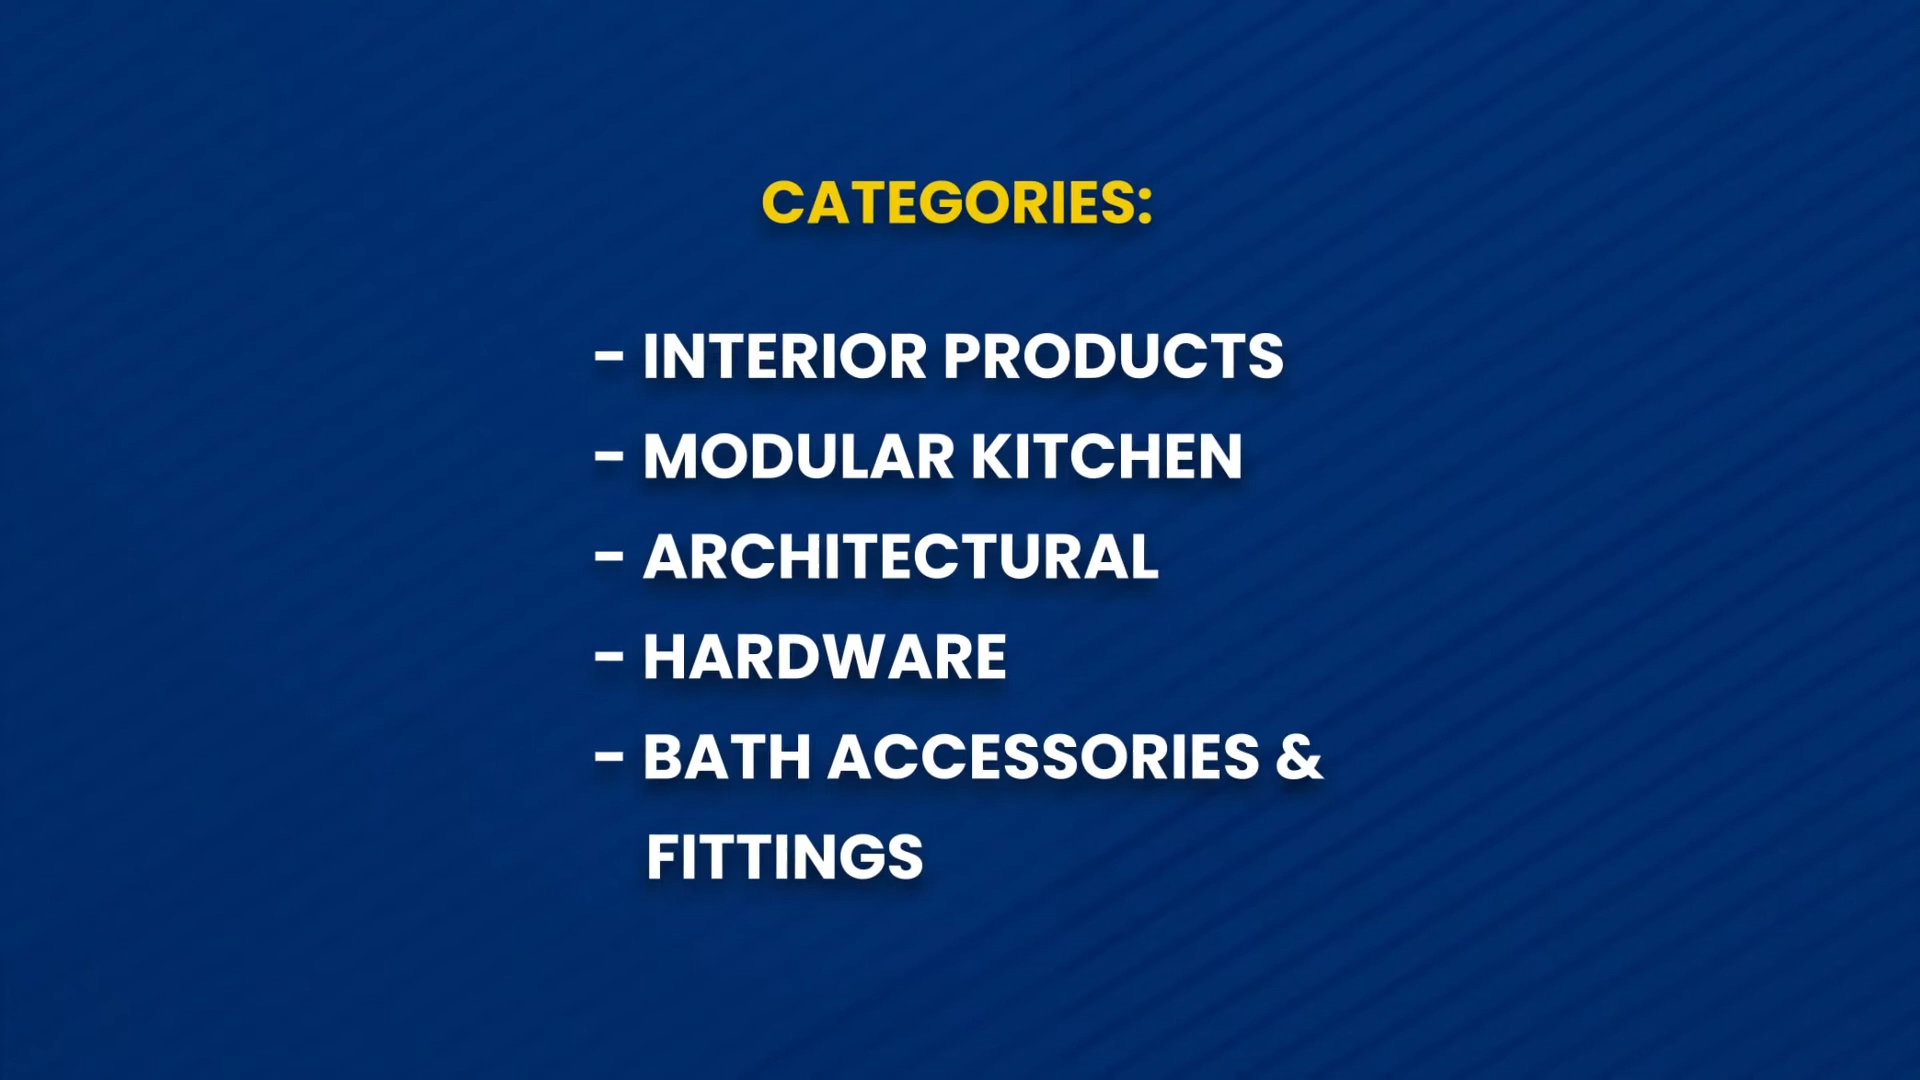 CATEGORIES:
- INTERIOR PRODUCTS
- MODULAR KITCHEN
- ARCHITECTURAL
- HARDWARE
- BATH ACCESSORIES &
FITTINGS